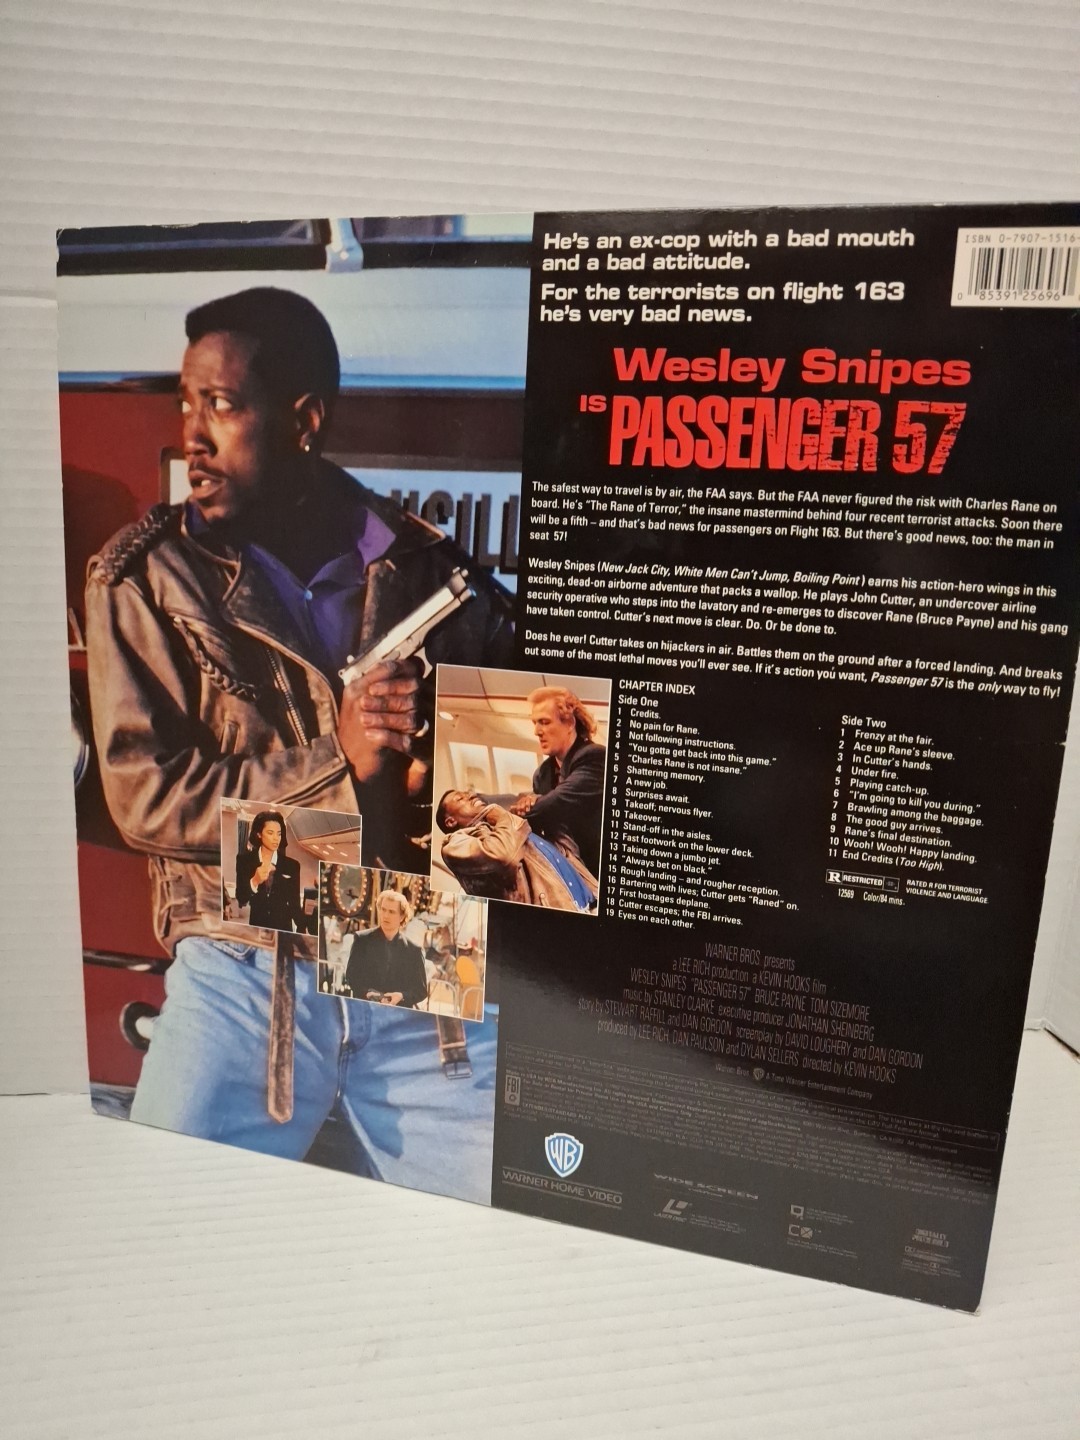 He's an ex-cop with a bad mouth
and a bad attitude.
For the terrorists on flight 163
he's very bad news.
ISBN 0-7907-1516-
0 85391 25696
Wesley Snipes
IS PASSENGER 57
The safest way to travel is by air, the FAA says. But the FAA never figured the risk with Charles Rane on
board. He's "The Rane of Terror," the insane mastermind behind four recent terrorist attacks. Soon there
will be a fifth – and that's bad news for passengers on Flight 163. But there's good news, too: the man in
seat 57!
Wesley Snipes (New Jack City, White Men Can't Jump, Boiling Point) earns his action-hero wings in this
exciting, dead-on airborne adventure that packs a wallop. He plays John Cutter, an undercover airline
security operative who steps into the lavatory and re-emerges to discover Rane (Bruce Payne) and his gang
have taken control. Cutter's next move is clear. Do. Or be done to.
Does he ever! Cutter takes on hijackers in air. Battles them on the ground after a forced landing. And breaks
out some of the most lethal moves you'll ever see. If it's action you want, Passenger 57 is the only way to fly!
CHAPTER INDEX
Side One
1 Credits.
2 No pain for Rane.
3 Not following instructions.
4 "You gotta get back into this game."
5 "Charles Rane is not insane."
6 Shattering memory.
7 A new job.
8 Surprises await.
9 Takeoff; nervous flyer.
10 Takeover.
11 Stand-off in the aisles.
12 Fast footwork on the lower deck.
13 Taking down a jumbo jet.
14 "Always bet on black."
15 Rough landing – and rougher reception.
16 Bartering with lives; Cutter gets "Raned" on.
17 First hostages deplane.
18 Cutter escapes; the FBI arrives.
19 Eyes on each other.
Side Two
1 Frenzy at the fair.
2 Ace up Rane's sleeve.
3 In Cutter's hands.
4 Under fire.
5 Playing catch-up.
6 "I'm going to kill you during."
7 Brawling among the baggage.
8 The good guy arrives.
9 Rane's final destination.
10 Wooh! Wooh! Happy landing.
11 End Credits (Too High).
R RESTRICTED
RATED R FOR TERRORIST
VIOLENCE AND LANGUAGE
12569 Color/84 mins.
WARNER BROS. presents
a LEE RICH production a KEVIN HOOKS film
WESLEY SNIPES "PASSENGER 57" BRUCE PAYNE TOM SIZEMORE
music by STANLEY CLARKE executive producer JONATHAN SHEINBERG
story by STEWART RAFFILL and DAN GORDON screenplay by DAVID LOUGHERY and DAN GORDON
produced by LEE RICH, DAN PAULSON and DYLAN SELLERS directed by KEVIN HOOKS
Warner Bros. A Time Warner Entertainment Company
FBI
WB
WARNER HOME VIDEO
WIDE SCREEN
LASERDISC